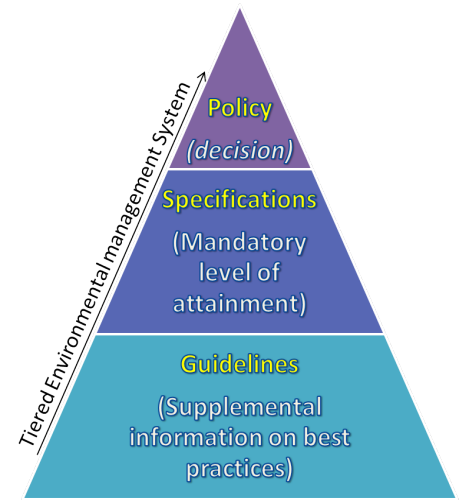 Tiered Environmental management System
Policy
(decision)
Specifications
(Mandatory
level of
attainment)
Guidelines
(Supplemental
information on best
practices)